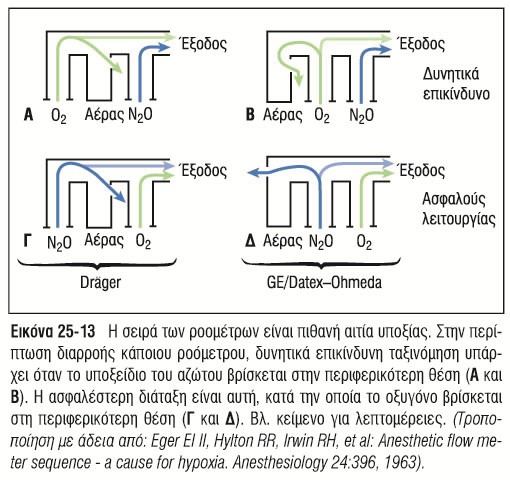 Έξοδος
Α
O2
Αέρας
N2O
Έξοδος
Δυνητικά
επικίνδυνο
Β
Αέρας
O2
N2O
Έξοδος
Γ
N2O
Αέρας
O2
Έξοδος
Ασφαλούς
λειτουργίας
Δ
Αέρας
N2O
O2
Dräger
GE/Datex–Ohmeda
Εικόνα 25-13 Η σειρά των ροομέτρων είναι πιθανή αιτία υποξίας. Στην περί-
πτωση διαρροής κάποιου ροόμετρου, δυνητικά επικίνδυνη ταξινόμηση υπάρ-
χει όταν το υποξείδιο του αζώτου βρίσκεται στην περιφερικότερη θέση (Α και
Β). Η ασφαλέστερη διάταξη είναι αυτή, κατά την οποία το οξυγόνο βρίσκεται
στη περιφερικότερη θέση (Γ και Δ). Βλ. κείμενο για λεπτομέρειες. (Τροπο-
ποίηση με άδεια από: Eger EI II, Hylton RR, Irwin RH, et al: Anesthetic flow me-
ter sequence - a cause for hypoxia. Anesthesiology 24:396, 1963).